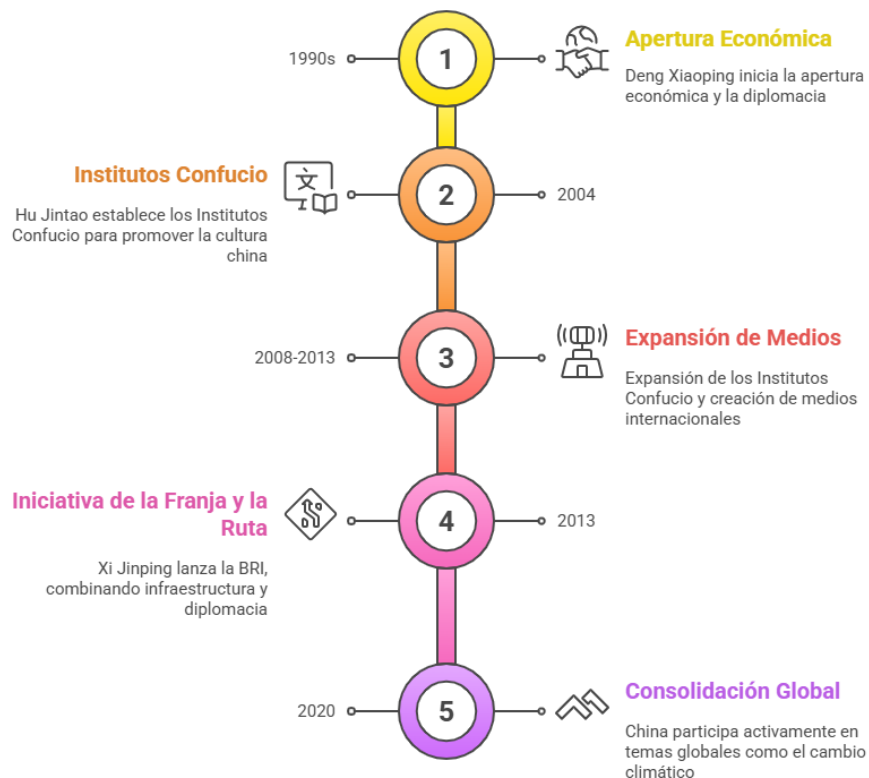 1990s
1
Apertura Económica
Deng Xiaoping inicia la apertura
económica y la diplomacia
Institutos Confucio
Hu Jintao establece los Institutos
Confucio para promover la cultura
china
文
2
2004
2008-2013
3
Expansión de Medios
Expansión de los Institutos
Confucio y creación de medios
internacionales
Iniciativa de la Franja y la
Ruta
Xi Jinping lanza la BRI,
combinando infraestructura y
diplomacia
4
2013
2020
5
Consolidación Global
China participa activamente en
temas globales como el cambio
climático